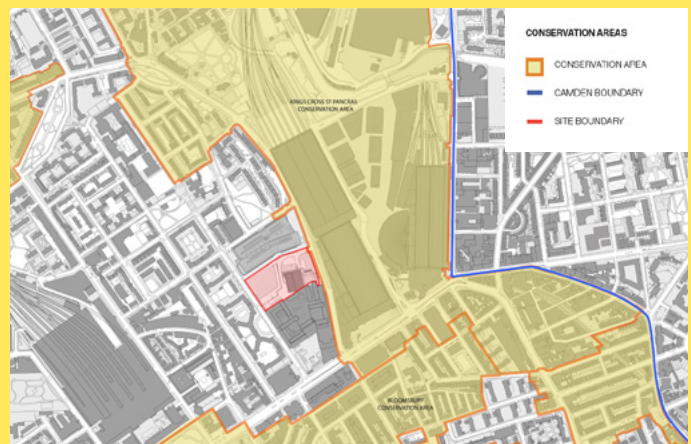 CONSERVATION AREAS
CONSERVATION AREA
CAMDEN BOUNDARY
SITE BOUNDARY
KINGS CROSS ST PANCRAS
CONSERVATION AREA
BLOOMSBURY
CONSERVATION AREA